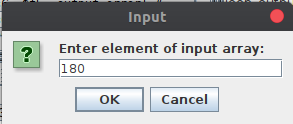 Input
Enter element of input array:
180
OK
Cancel